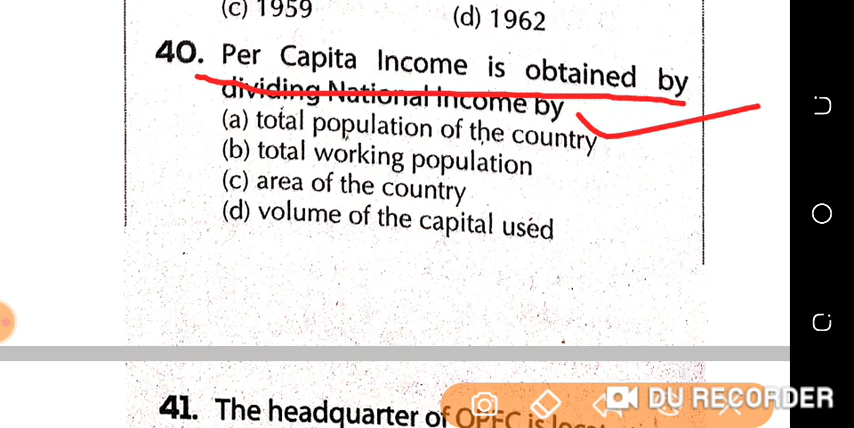 (c) 1959 (d) 1962
40. Per Capita Income is obtained by
dividing National Income by
(a) total population of the country
(b) total working population
(c) area of the country
(d) volume of the capital used
41. The headquarter of OPEC is
DU RECORDER